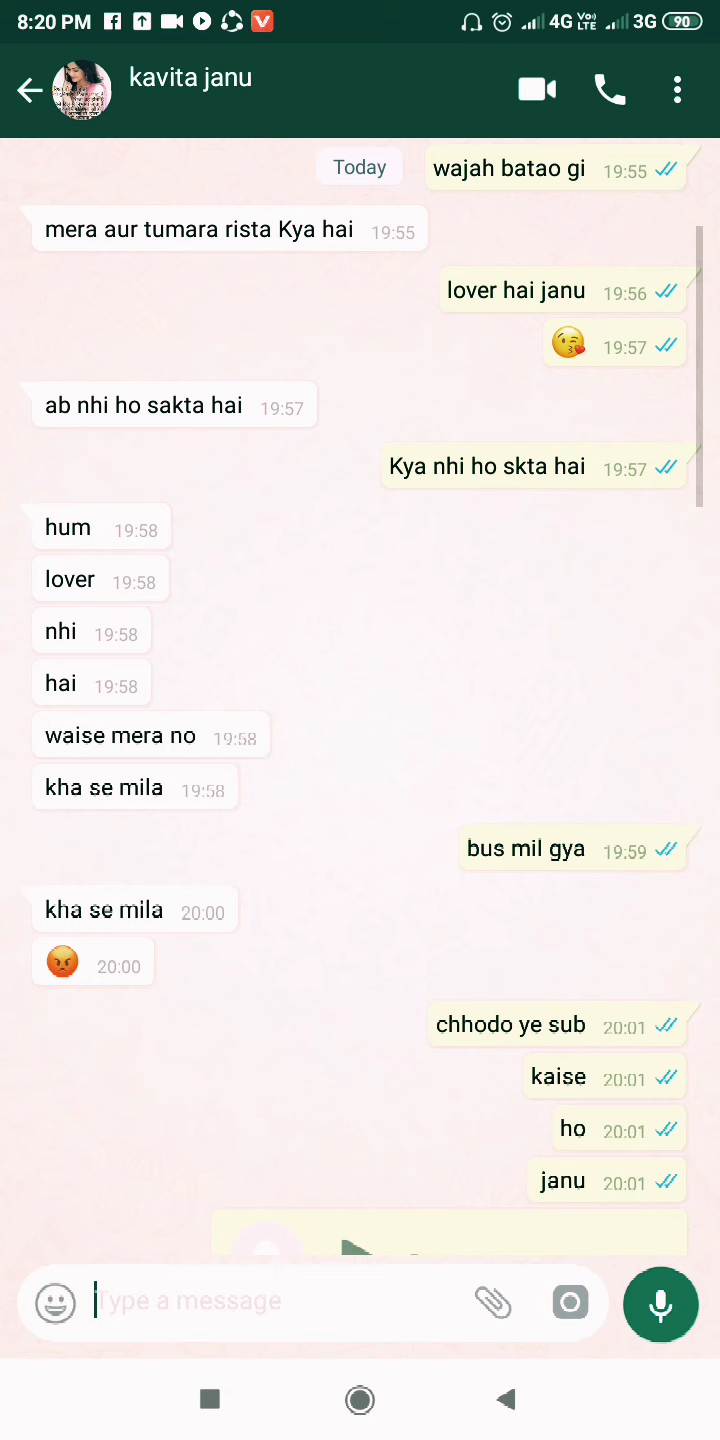 8:20 PM 4G VoLTE 3G 90
kavita janu
Today
wajah batao gi 19:55
mera aur tumara rista Kya hai 19:55
lover hai janu 19:56
😘 19:57
ab nhi ho sakta hai 19:57
Kya nhi ho skta hai 19:57
hum 19:58
lover 19:58
nhi 19:58
hai 19:58
waise mera no 19:58
kha se mila 19:58
bus mil gya 19:59
kha se mila 20:00
😡 20:00
chhodo ye sub 20:01
kaise 20:01
ho 20:01
janu 20:01
Type a message